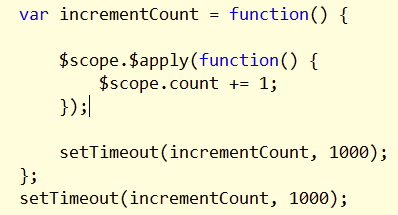 var incrementCount = function() {
$scope.$apply(function() {
$scope.count += 1;
});
setTimeout(incrementCount, 1000);
};
setTimeout(incrementCount, 1000);